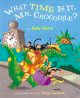 WHAT TIME IS IT,
MR. CROCODILE?
by Judy Sierra